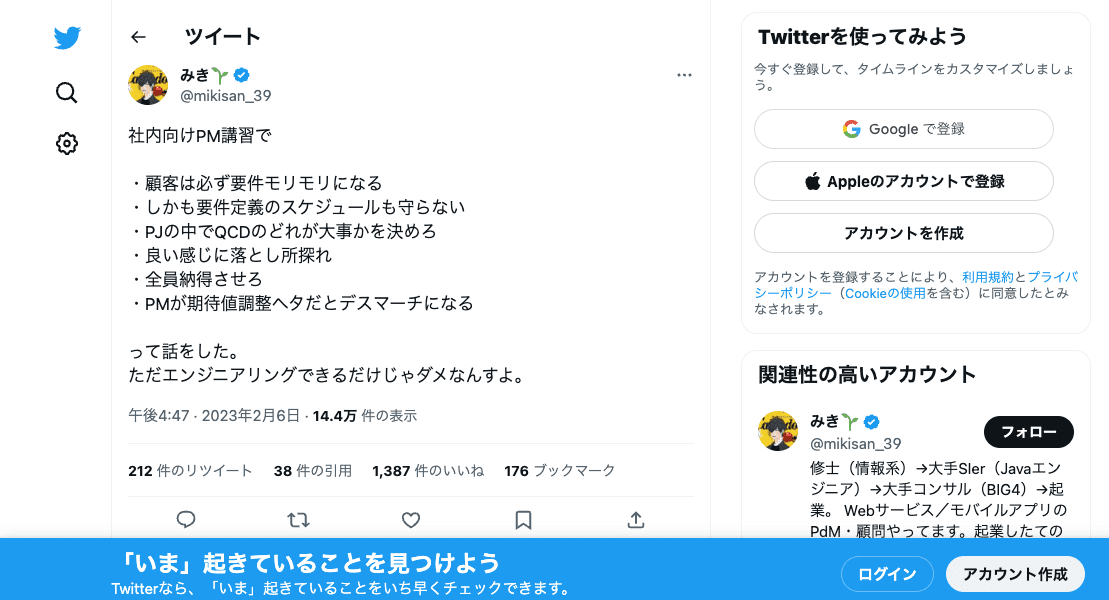 ツイート
みき🌱
@mikisan_39
社内向けPM講習で
・顧客は必ず要件モリモリになる
・しかも要件定義のスケジュールも守らない
・PJの中でQCDのどれが大事かを決めろ
・良い感じに落とし所探れ
・全員納得させろ
・PMが期待値調整ヘタだとデスマーチになる
って話をした。
ただエンジニアリングできるだけじゃダメなんすよ。
午後4:47 · 2023年2月6日 · 14.4万 件の表示
212 件のリツイート 38 件の引用 1,387 件のいいね 176 ブックマーク
Twitterを使ってみよう
今すぐ登録して、タイムラインをカスタマイズしましょ
う。
Google で登録
Appleのアカウントで登録
アカウントを作成
アカウントを登録することにより、利用規約とプライバ
シーポリシー（Cookieの使用を含む）に同意したとみ
なされます。
関連性の高いアカウント
みき🌱
@mikisan_39
フォロー
修士（情報系）→大手SIer（Javaエン
ジニア）→大手コンサル（BIG4）→起
業。 Webサービス／モバイルアプリの
PdM・顧問やってます。起業したての
「いま」起きていることを見つけよう
Twitterなら、「いま」起きていることをいち早くチェックできます。
ログイン
アカウント作成